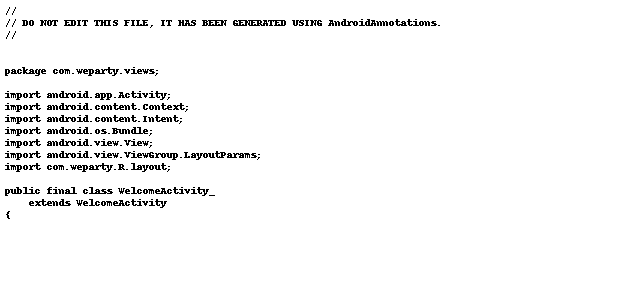 //
// DO NOT EDIT THIS FILE, IT HAS BEEN GENERATED USING AndroidAnnotations.
//
package com.weparty.views;
import android.app.Activity;
import android.content.Context;
import android.content.Intent;
import android.os.Bundle;
import android.view.View;
import android.view.ViewGroup.LayoutParams;
import com.weparty.R.layout;
public final class WelcomeActivity_
    extends WelcomeActivity
{